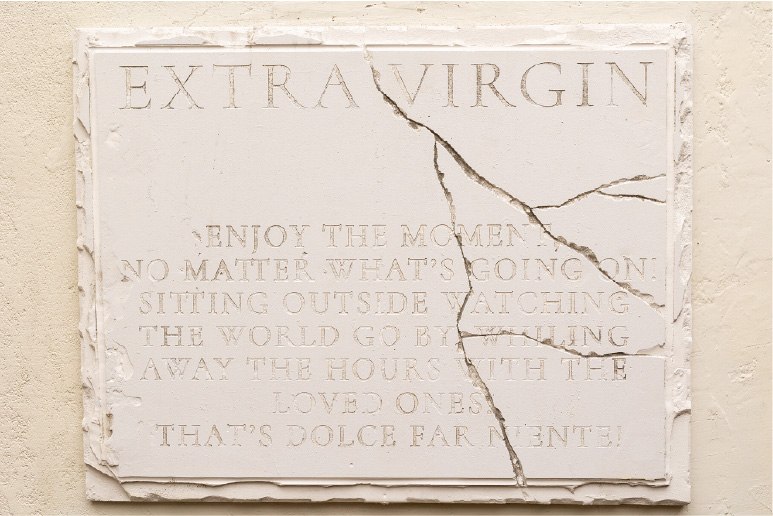 EXTRA VIRGIN
ENJOY THE MOMENT,
NO MATTER WHAT'S GOING ON!
SITTING OUTSIDE WATCHING
THE WORLD GO BY, WHILING
AWAY THE HOURS WITH THE
LOVED ONES.
THAT'S DOLCE FAR NIENTE!